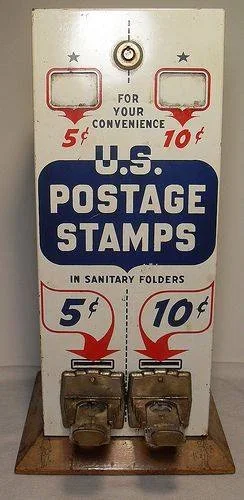 FOR
YOUR
CONVENIENCE
5¢ 10¢
U.S.
POSTAGE
STAMPS
IN SANITARY FOLDERS
5¢ 10¢